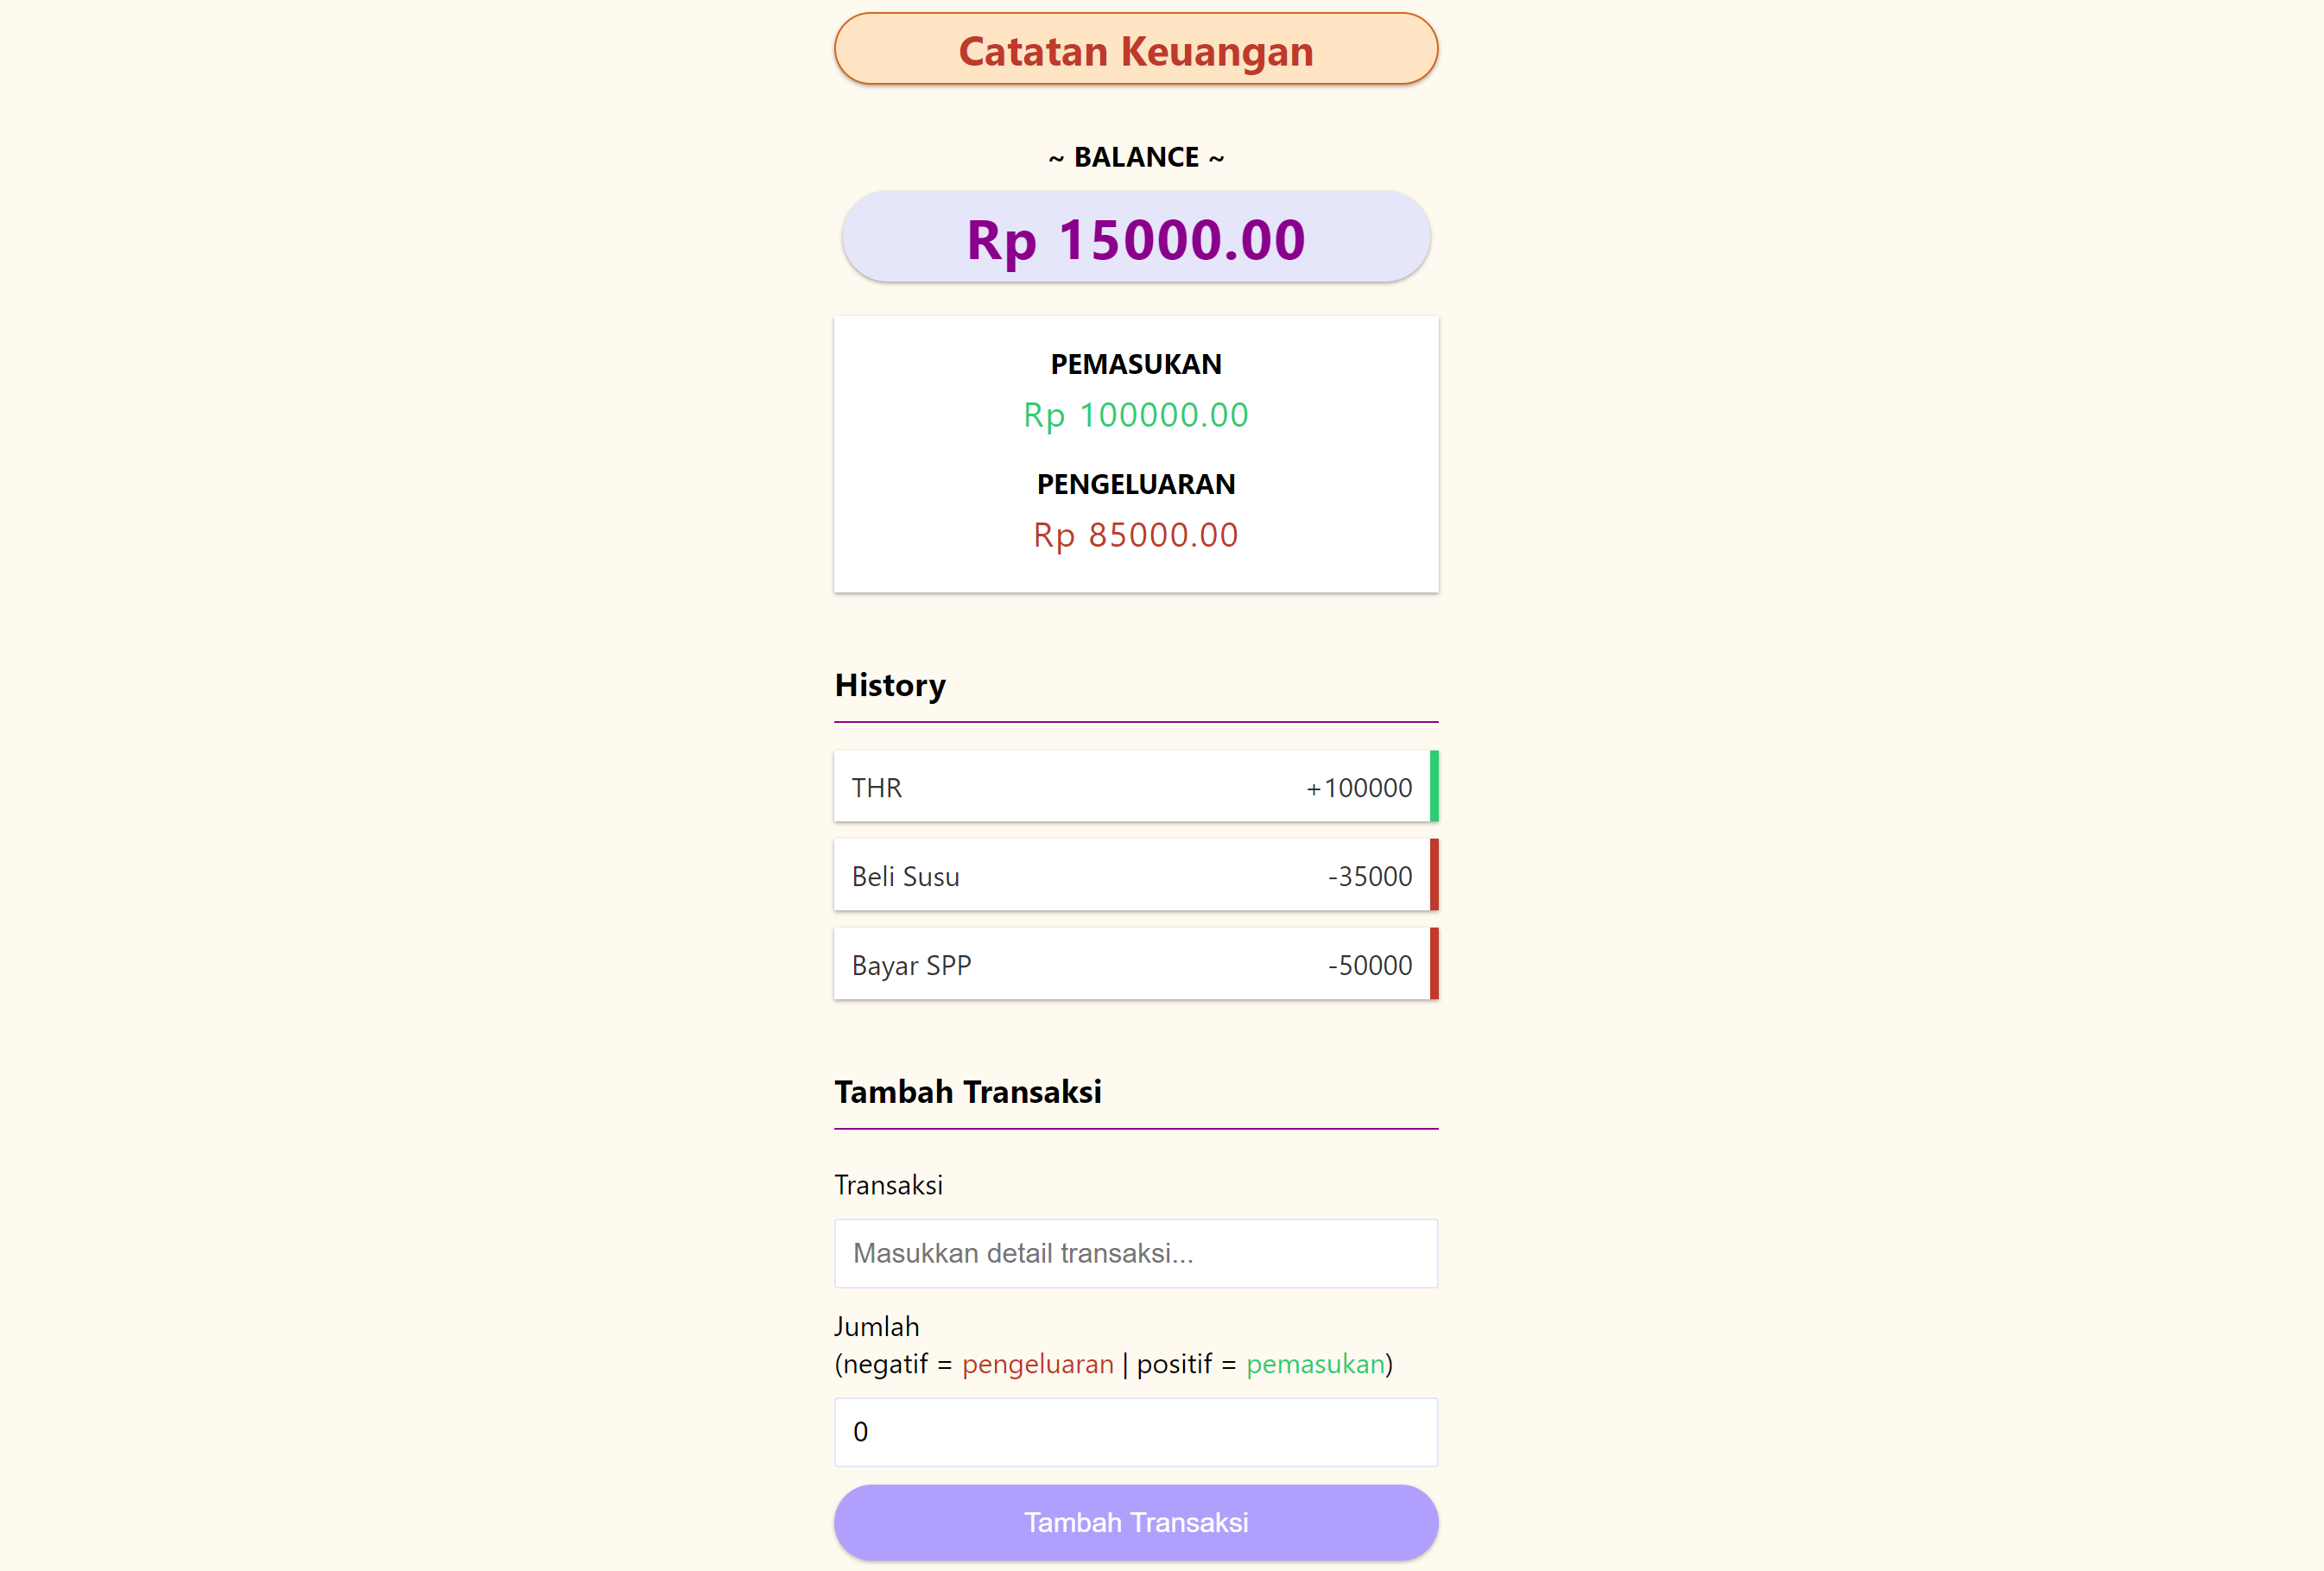 Catatan Keuangan
~ BALANCE ~
Rp 15000.00
PEMASUKAN
Rp 100000.00
PENGELUARAN
Rp 85000.00
History
THR +100000
Beli Susu -35000
Bayar SPP -50000
Tambah Transaksi
Transaksi
Masukkan detail transaksi...
Jumlah
(negatif = pengeluaran | positif = pemasukan)
0
Tambah Transaksi